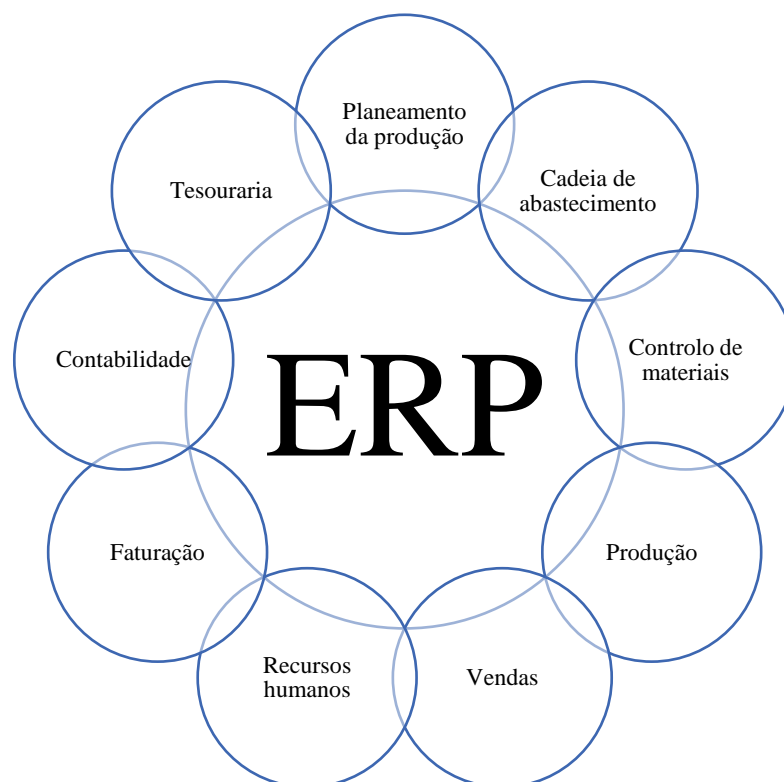 Planeamento
da produção
Cadeia de
abastecimento
Controlo de
materiais
Produção
Vendas
Recursos
humanos
Faturação
Contabilidade
Tesouraria
ERP